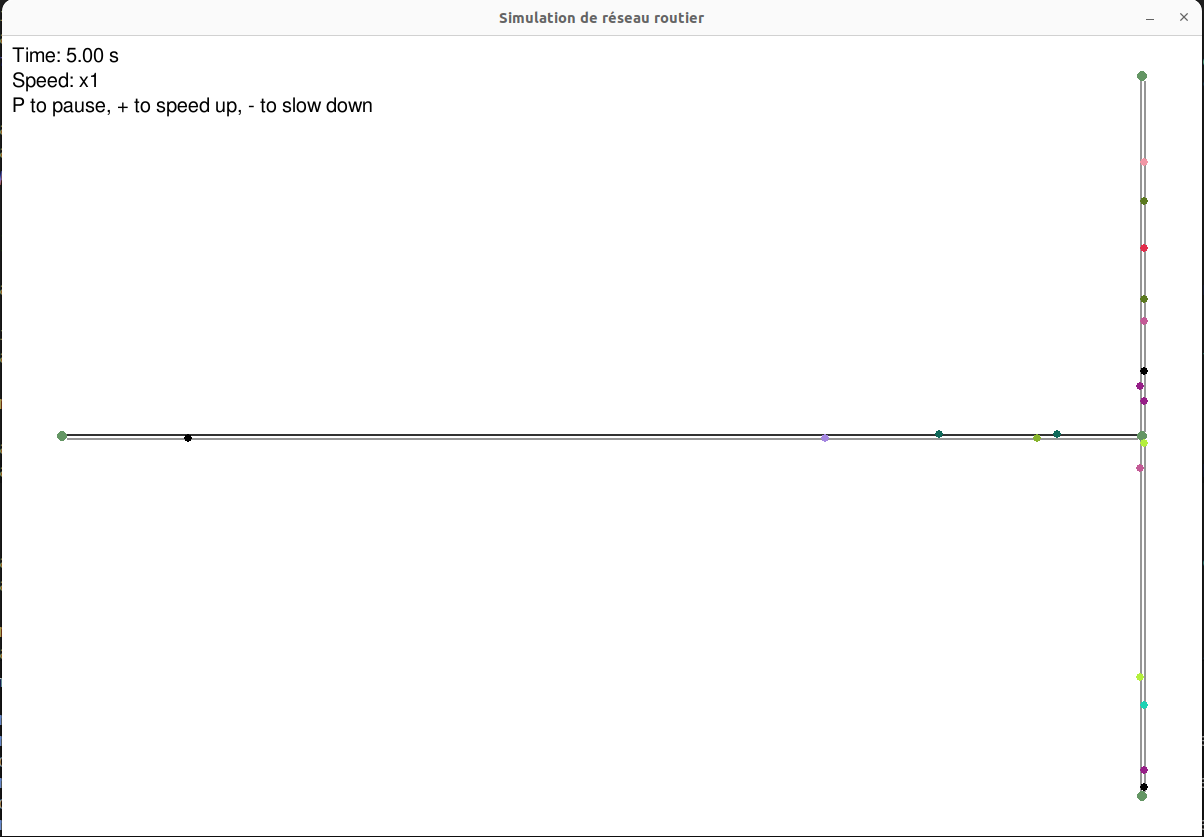 Simulation de réseau routier
Time: 5.00 s
Speed: x1
P to pause, + to speed up, - to slow down